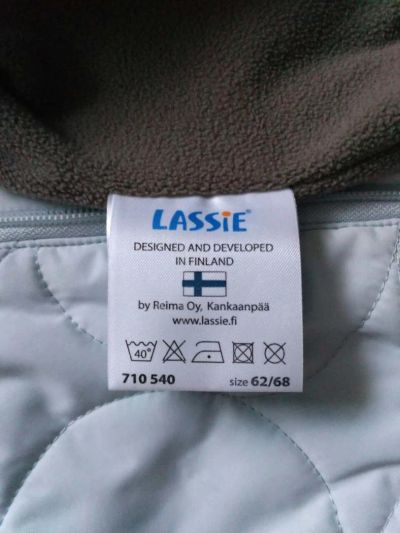 LASSiE®
DESIGNED AND DEVELOPED
IN FINLAND
by Reima Oy, Kankaanpää
www.lassie.fi
40°
710 540 size 62/68